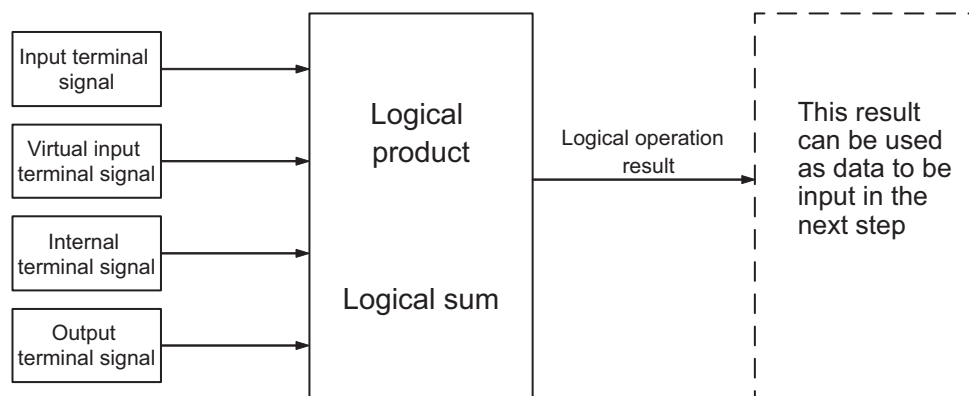 Input terminal
signal
Virtual input
terminal signal
Internal
terminal signal
Output
terminal signal
Logical
product
Logical sum
Logical operation
result
This result
can be used
as data to be
input in the
next step